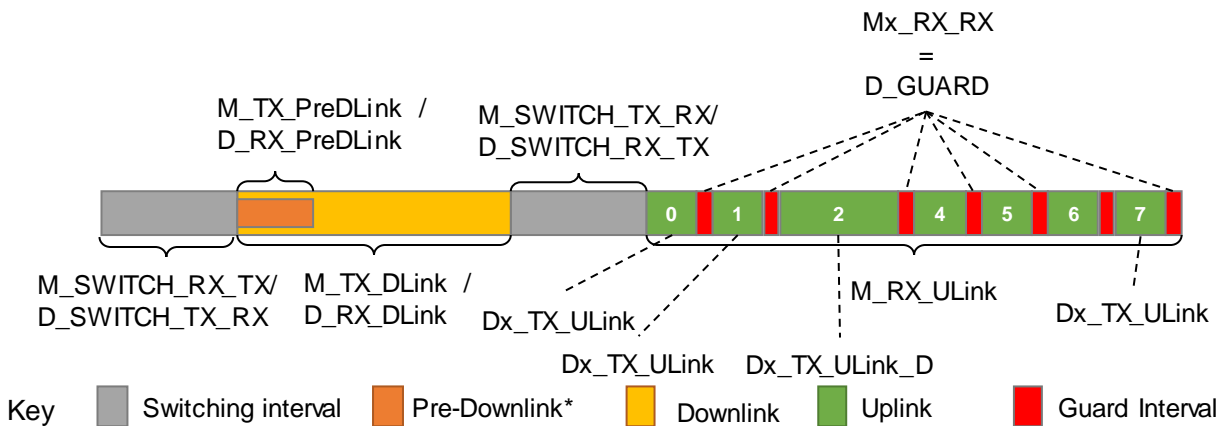 Mx_RX_RX
=
D_GUARD
M_TX_PreDLink /
D_RX_PreDLink
M_SWITCH_TX_RX/
D_SWITCH_RX_TX
0 1 2 4 5 6 7
M_SWITCH_RX_TX/
D_SWITCH_TX_RX
M_TX_DLink /
D_RX_DLink
M_RX_ULink
Dx_TX_ULink
Dx_TX_ULink
Dx_TX_ULink
Dx_TX_ULink_D
Key Switching interval Pre-Downlink* Downlink Uplink Guard Interval